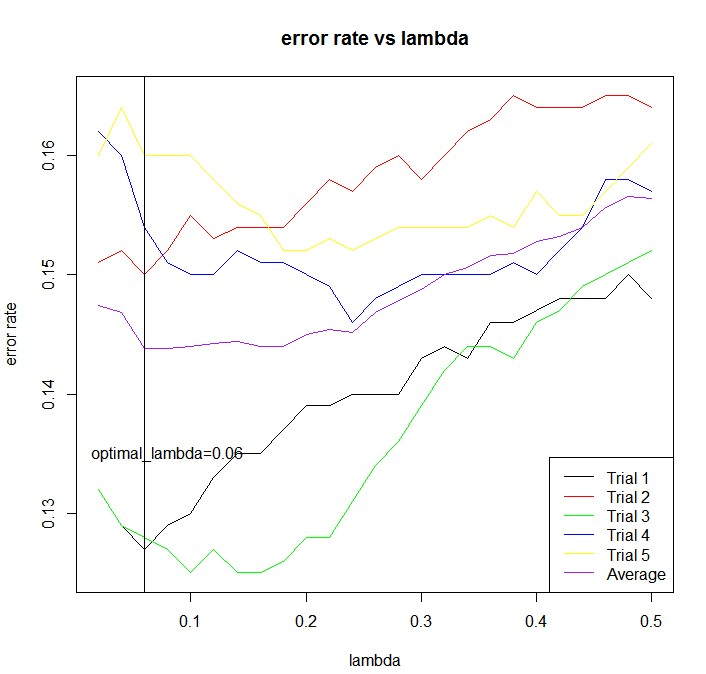 error rate vs lambda
error rate
0.16
0.15
0.14
0.13
optimal_lambda=0.06
Trial 1
Trial 2
Trial 3
Trial 4
Trial 5
Average
0.1 0.2 0.3 0.4 0.5
lambda